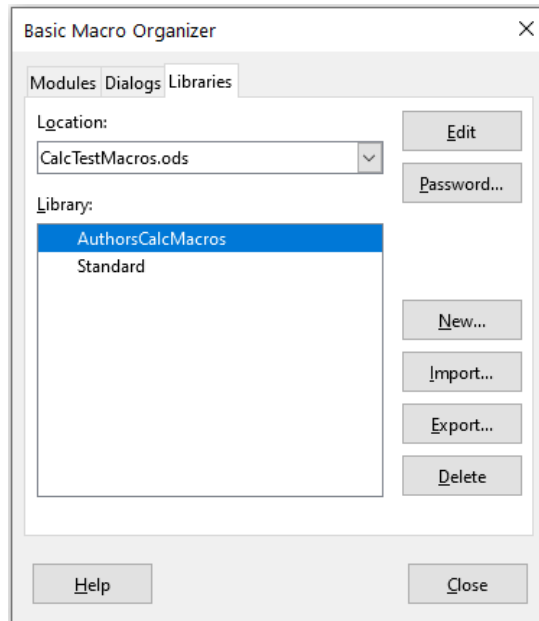 Basic Macro Organizer
Modules Dialogs Libraries
Location:
CalcTestMacros.ods
Edit
Password...
Library:
AuthorsCalcMacros
Standard
New...
Import...
Export...
Delete
Help
Close